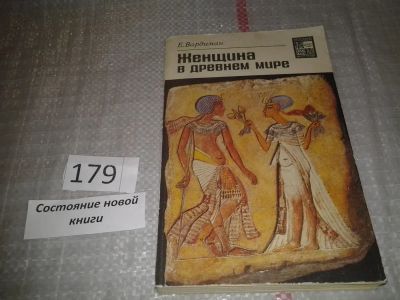 Е. Вардиман
Женщина
в древнем мире
179
Состояние новой
книги